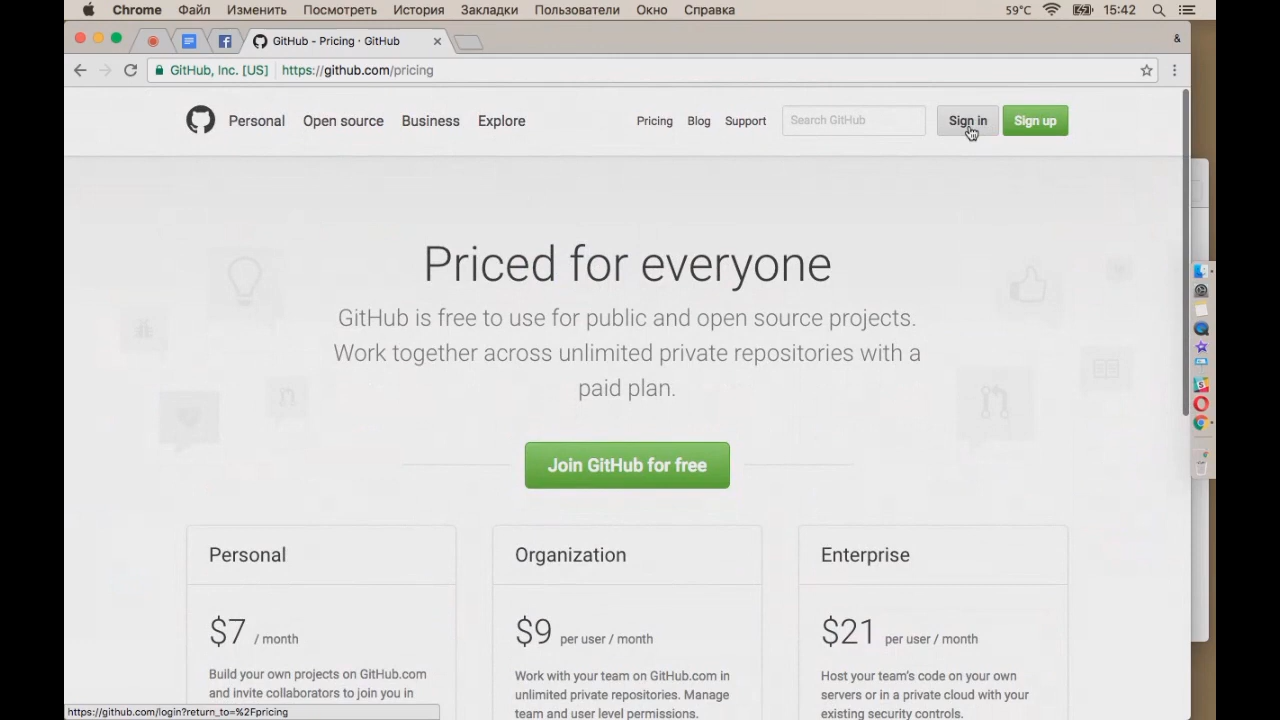 Chrome Файл Изменить Посмотреть История Закладки Пользователи Окно Справка 59°C 15:42
GitHub - Pricing · GitHub
GitHub, Inc. [US] https://github.com/pricing
Personal Open source Business Explore Pricing Blog Support Search GitHub Sign in Sign up
Priced for everyone
GitHub is free to use for public and open source projects.
Work together across unlimited private repositories with a
paid plan.
Join GitHub for free
Personal Organization Enterprise
$7 / month $9 per user / month $21 per user / month
Build your own projects on GitHub.com Work with your team on GitHub.com in Host your team’s code on your own
and invite collaborators to join you in unlimited private repositories. Manage servers or in a private cloud with your
team and user level permissions. existing security controls.
https://github.com/login?return_to=%2Fpricing